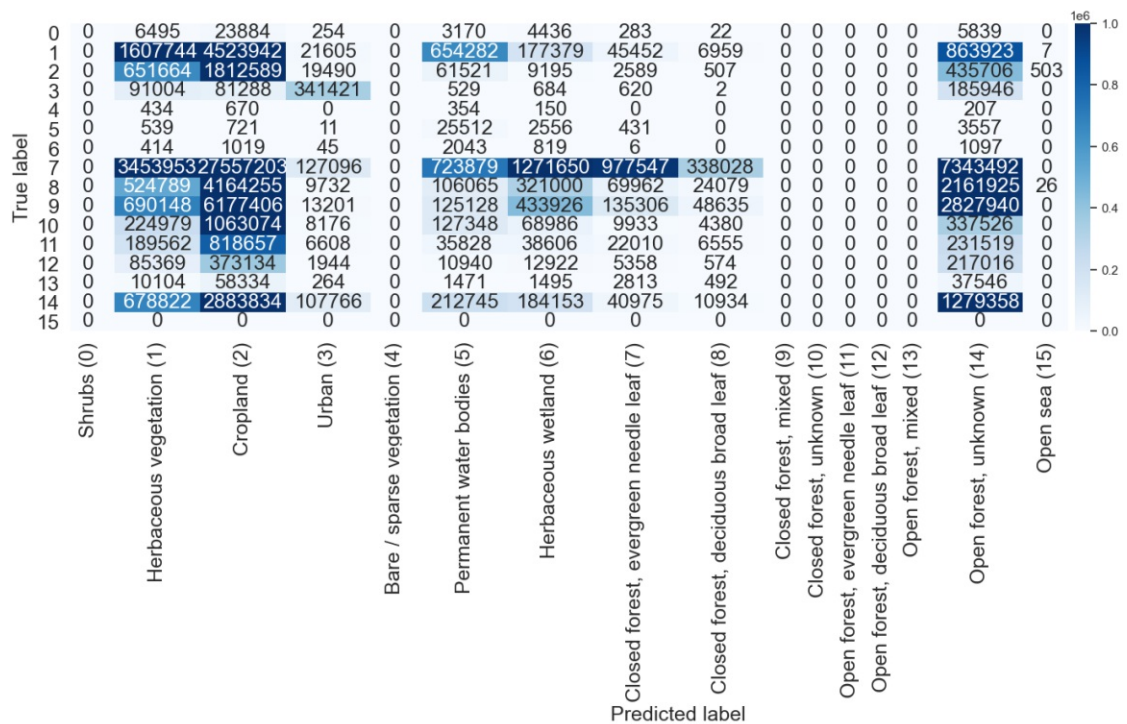 0 0 6495 23884 254 0 3170 4436 283 22 0 0 0 0 0 5839 0
1 0 1607744 4523942 21605 0 654282 177379 45452 6959 0 0 0 0 0 863923 7
2 0 651664 1812589 19490 0 61521 9195 2589 507 0 0 0 0 0 435706 503
3 0 91004 81288 341421 0 529 684 620 2 0 0 0 0 0 185946 0
4 0 434 670 0 0 354 150 0 0 0 0 0 0 0 207 0
5 0 539 721 11 0 25512 2556 431 0 0 0 0 0 0 3557 0
6 0 414 1019 45 0 2043 819 6 0 0 0 0 0 0 1097 0
7 0 3453953 27557203 127096 0 723879 1271650 977547 338028 0 0 0 0 0 7343492 0
8 0 524789 4164255 9732 0 106065 321000 69962 24079 0 0 0 0 0 2161925 26
9 0 690148 6177406 13201 0 125128 433926 135306 48635 0 0 0 0 0 2827940 0
10 0 224979 1063074 8176 0 127348 68986 9933 4380 0 0 0 0 0 337526 0
11 0 189562 818657 6608 0 35828 38606 22010 6555 0 0 0 0 0 231519 0
12 0 85369 373134 1944 0 10940 12922 5358 574 0 0 0 0 0 217016 0
13 0 10104 58334 264 0 1471 1495 2813 492 0 0 0 0 0 37546 0
14 0 678822 2883834 107766 0 212745 184153 40975 10934 0 0 0 0 0 1279358 0
15 0 0 0 0 0 0 0 0 0 0 0 0 0 0 0 0
True label
Shrubs (0)
Herbaceous vegetation (1)
Cropland (2)
Urban (3)
Bare / sparse vegetation (4)
Permanent water bodies (5)
Herbaceous wetland (6)
Closed forest, evergreen needle leaf (7)
Closed forest, deciduous broad leaf (8)
Closed forest, mixed (9)
Closed forest, unknown (10)
Open forest, evergreen needle leaf (11)
Open forest, deciduous broad leaf (12)
Open forest, mixed (13)
Open forest, unknown (14)
Open sea (15)
Predicted label
1e6
1.0
0.8
0.6
0.4
0.2
0.0